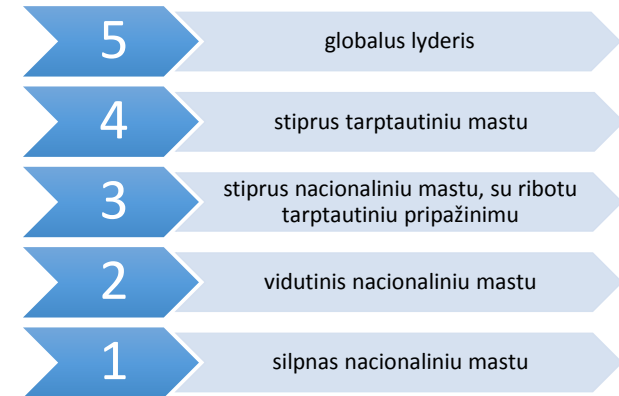 5
globalus lyderis
4
stiprus tarptautiniu mastu
3
stiprus nacionaliniu mastu, su ribotu
tarptautiniu pripažinimu
2
vidutinis nacionaliniu mastu
1
silpnas nacionaliniu mastu